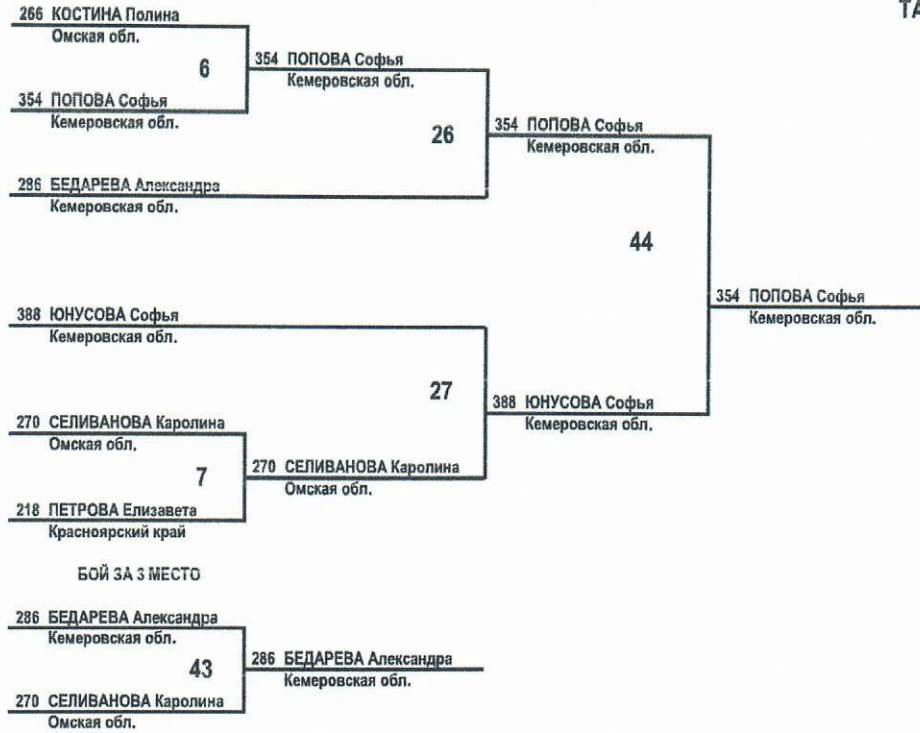 ТА
266 КОСТИНА Полина
Омская обл.
6
354 ПОПОВА Софья
Кемеровская обл.
354 ПОПОВА Софья
Кемеровская обл.
26
354 ПОПОВА Софья
Кемеровская обл.
286 БЕДАРЕВА Александра
Кемеровская обл.
44
354 ПОПОВА Софья
Кемеровская обл.
388 ЮНУСОВА Софья
Кемеровская обл.
27
388 ЮНУСОВА Софья
Кемеровская обл.
270 СЕЛИВАНОВА Каролина
Омская обл.
7
270 СЕЛИВАНОВА Каролина
Омская обл.
218 ПЕТРОВА Елизавета
Красноярский край
БОЙ ЗА 3 МЕСТО
286 БЕДАРЕВА Александра
Кемеровская обл.
43
286 БЕДАРЕВА Александра
Кемеровская обл.
270 СЕЛИВАНОВА Каролина
Омская обл.